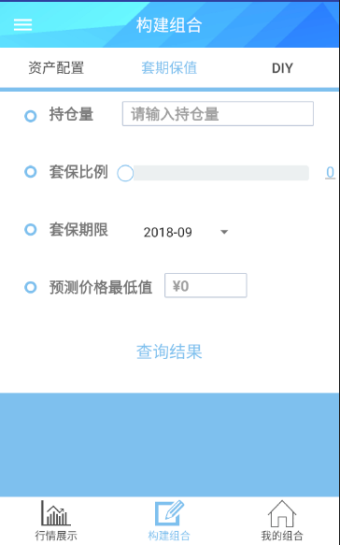 构建组合
资产配置 套期保值 DIY
持仓量 请输入持仓量
套保比例 0
套保期限 2018-09
预测价格最低值 ¥0
查询结果
行情展示 构建组合 我的组合